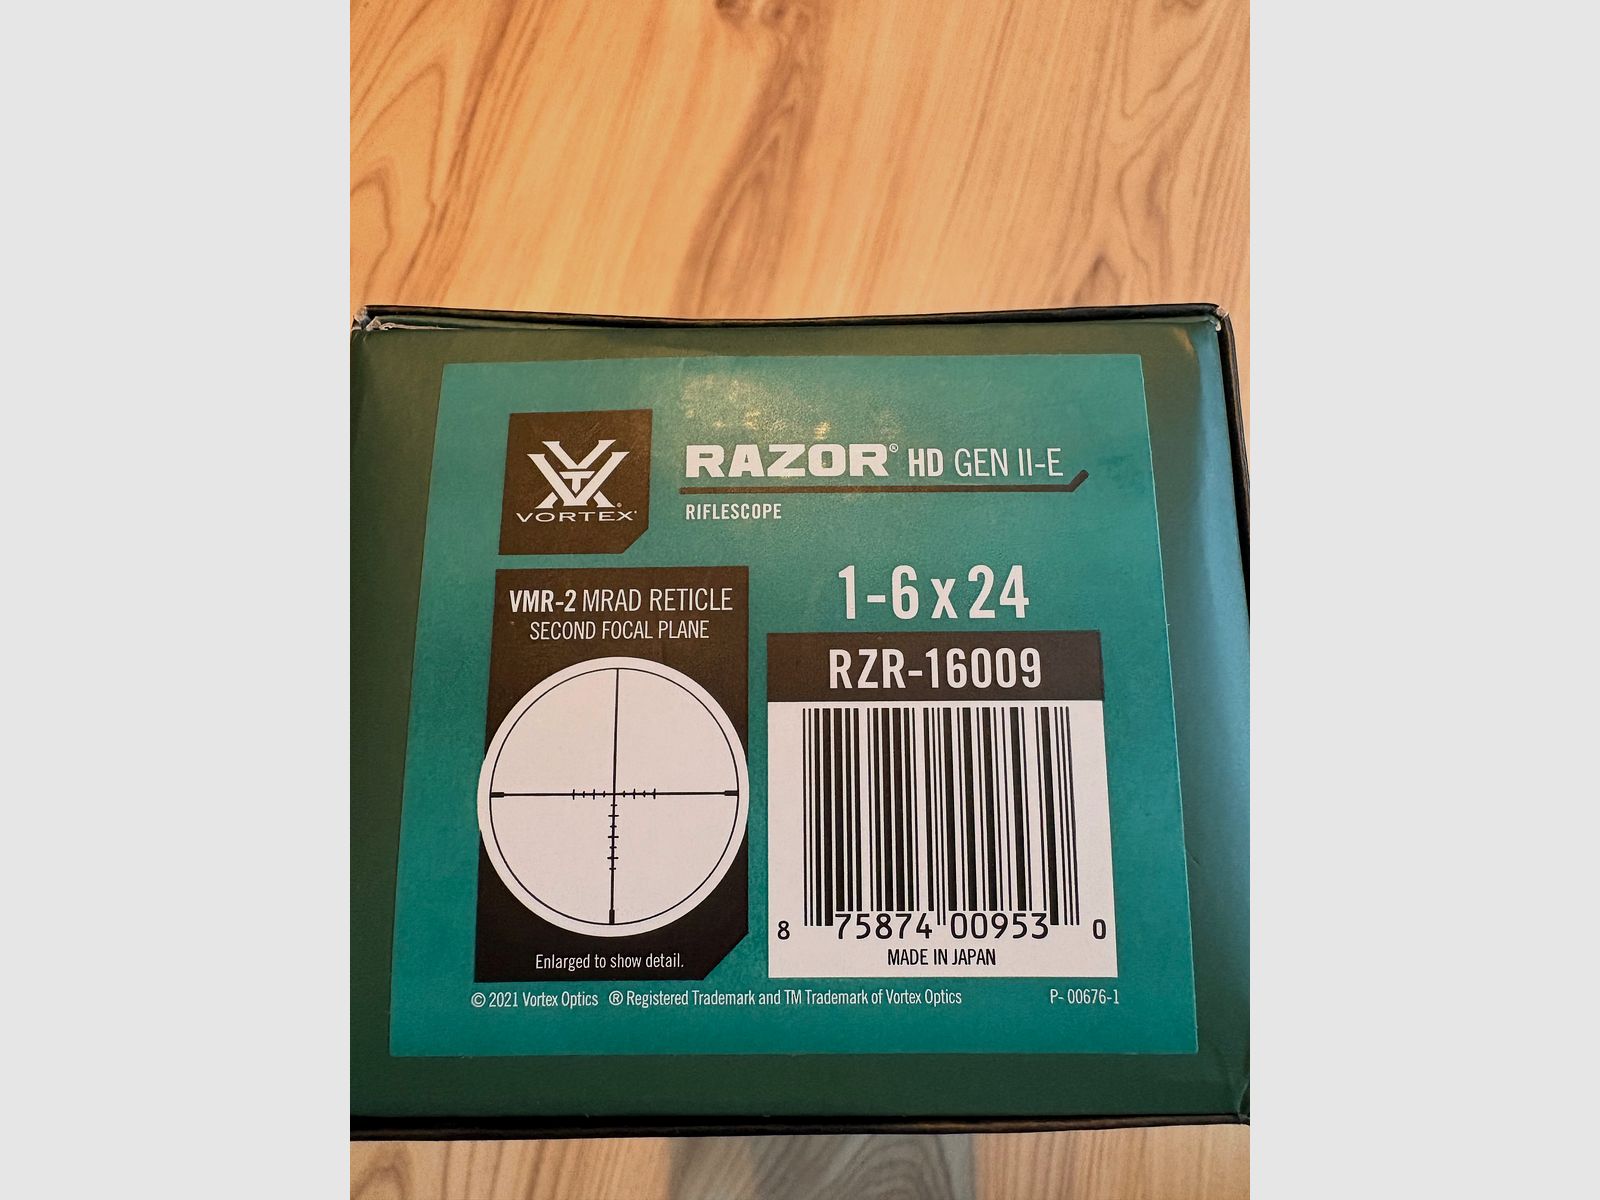 VORTEX®
RAZOR® HD GEN II-E
RIFLESCOPE
VMR-2 MRAD RETICLE
SECOND FOCAL PLANE
Enlarged to show detail.
1-6 x 24
RZR-16009
8 75874 00953 0
MADE IN JAPAN
© 2021 Vortex Optics ® Registered Trademark and TM Trademark of Vortex Optics
P- 00676-1